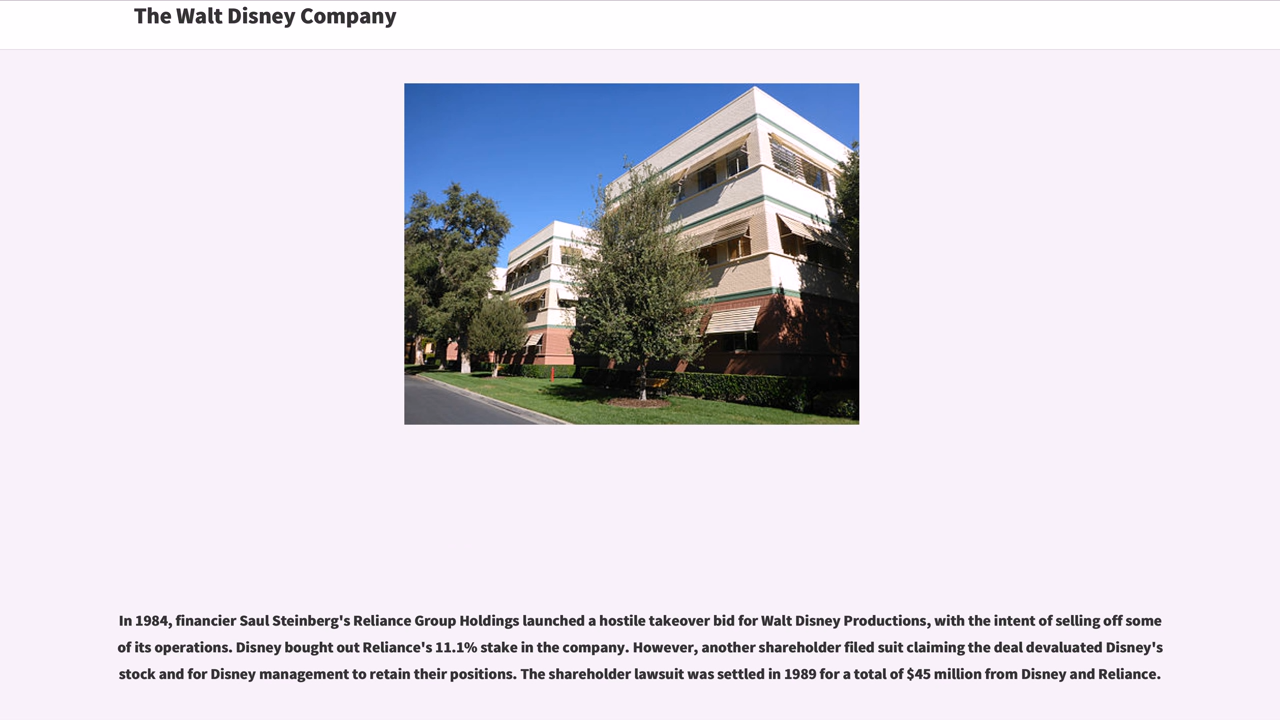 The Walt Disney Company
In 1984, financier Saul Steinberg's Reliance Group Holdings launched a hostile takeover bid for Walt Disney Productions, with the intent of selling off some
of its operations. Disney bought out Reliance's 11.1% stake in the company. However, another shareholder filed suit claiming the deal devaluated Disney's
stock and for Disney management to retain their positions. The shareholder lawsuit was settled in 1989 for a total of $45 million from Disney and Reliance.